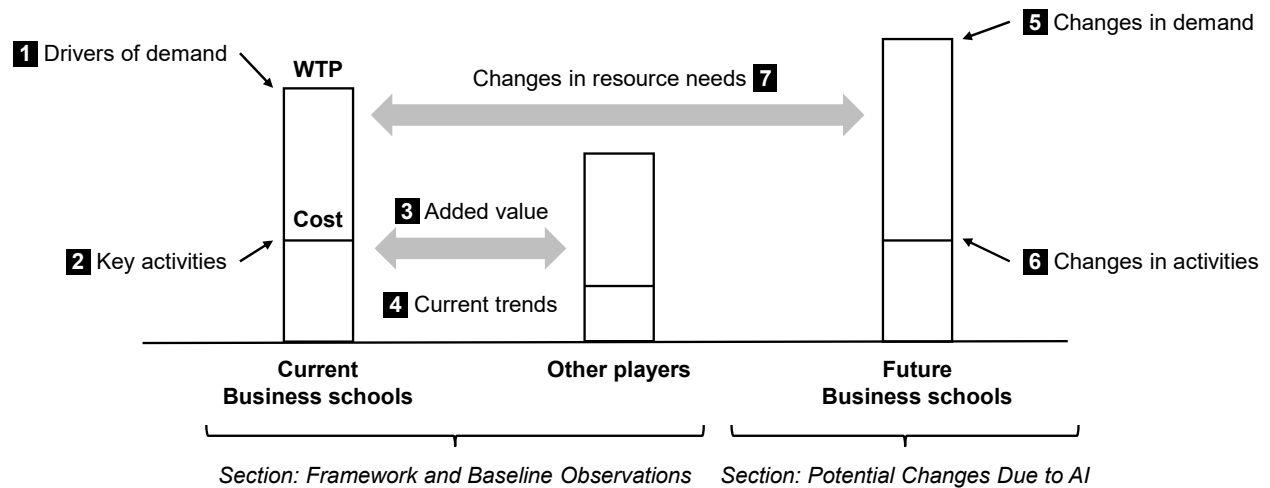 1 Drivers of demand
WTP
Changes in resource needs 7
5 Changes in demand
Cost
3 Added value
2 Key activities
4 Current trends
6 Changes in activities
Current
Business schools
Other players
Future
Business schools
Section: Framework and Baseline Observations
Section: Potential Changes Due to AI